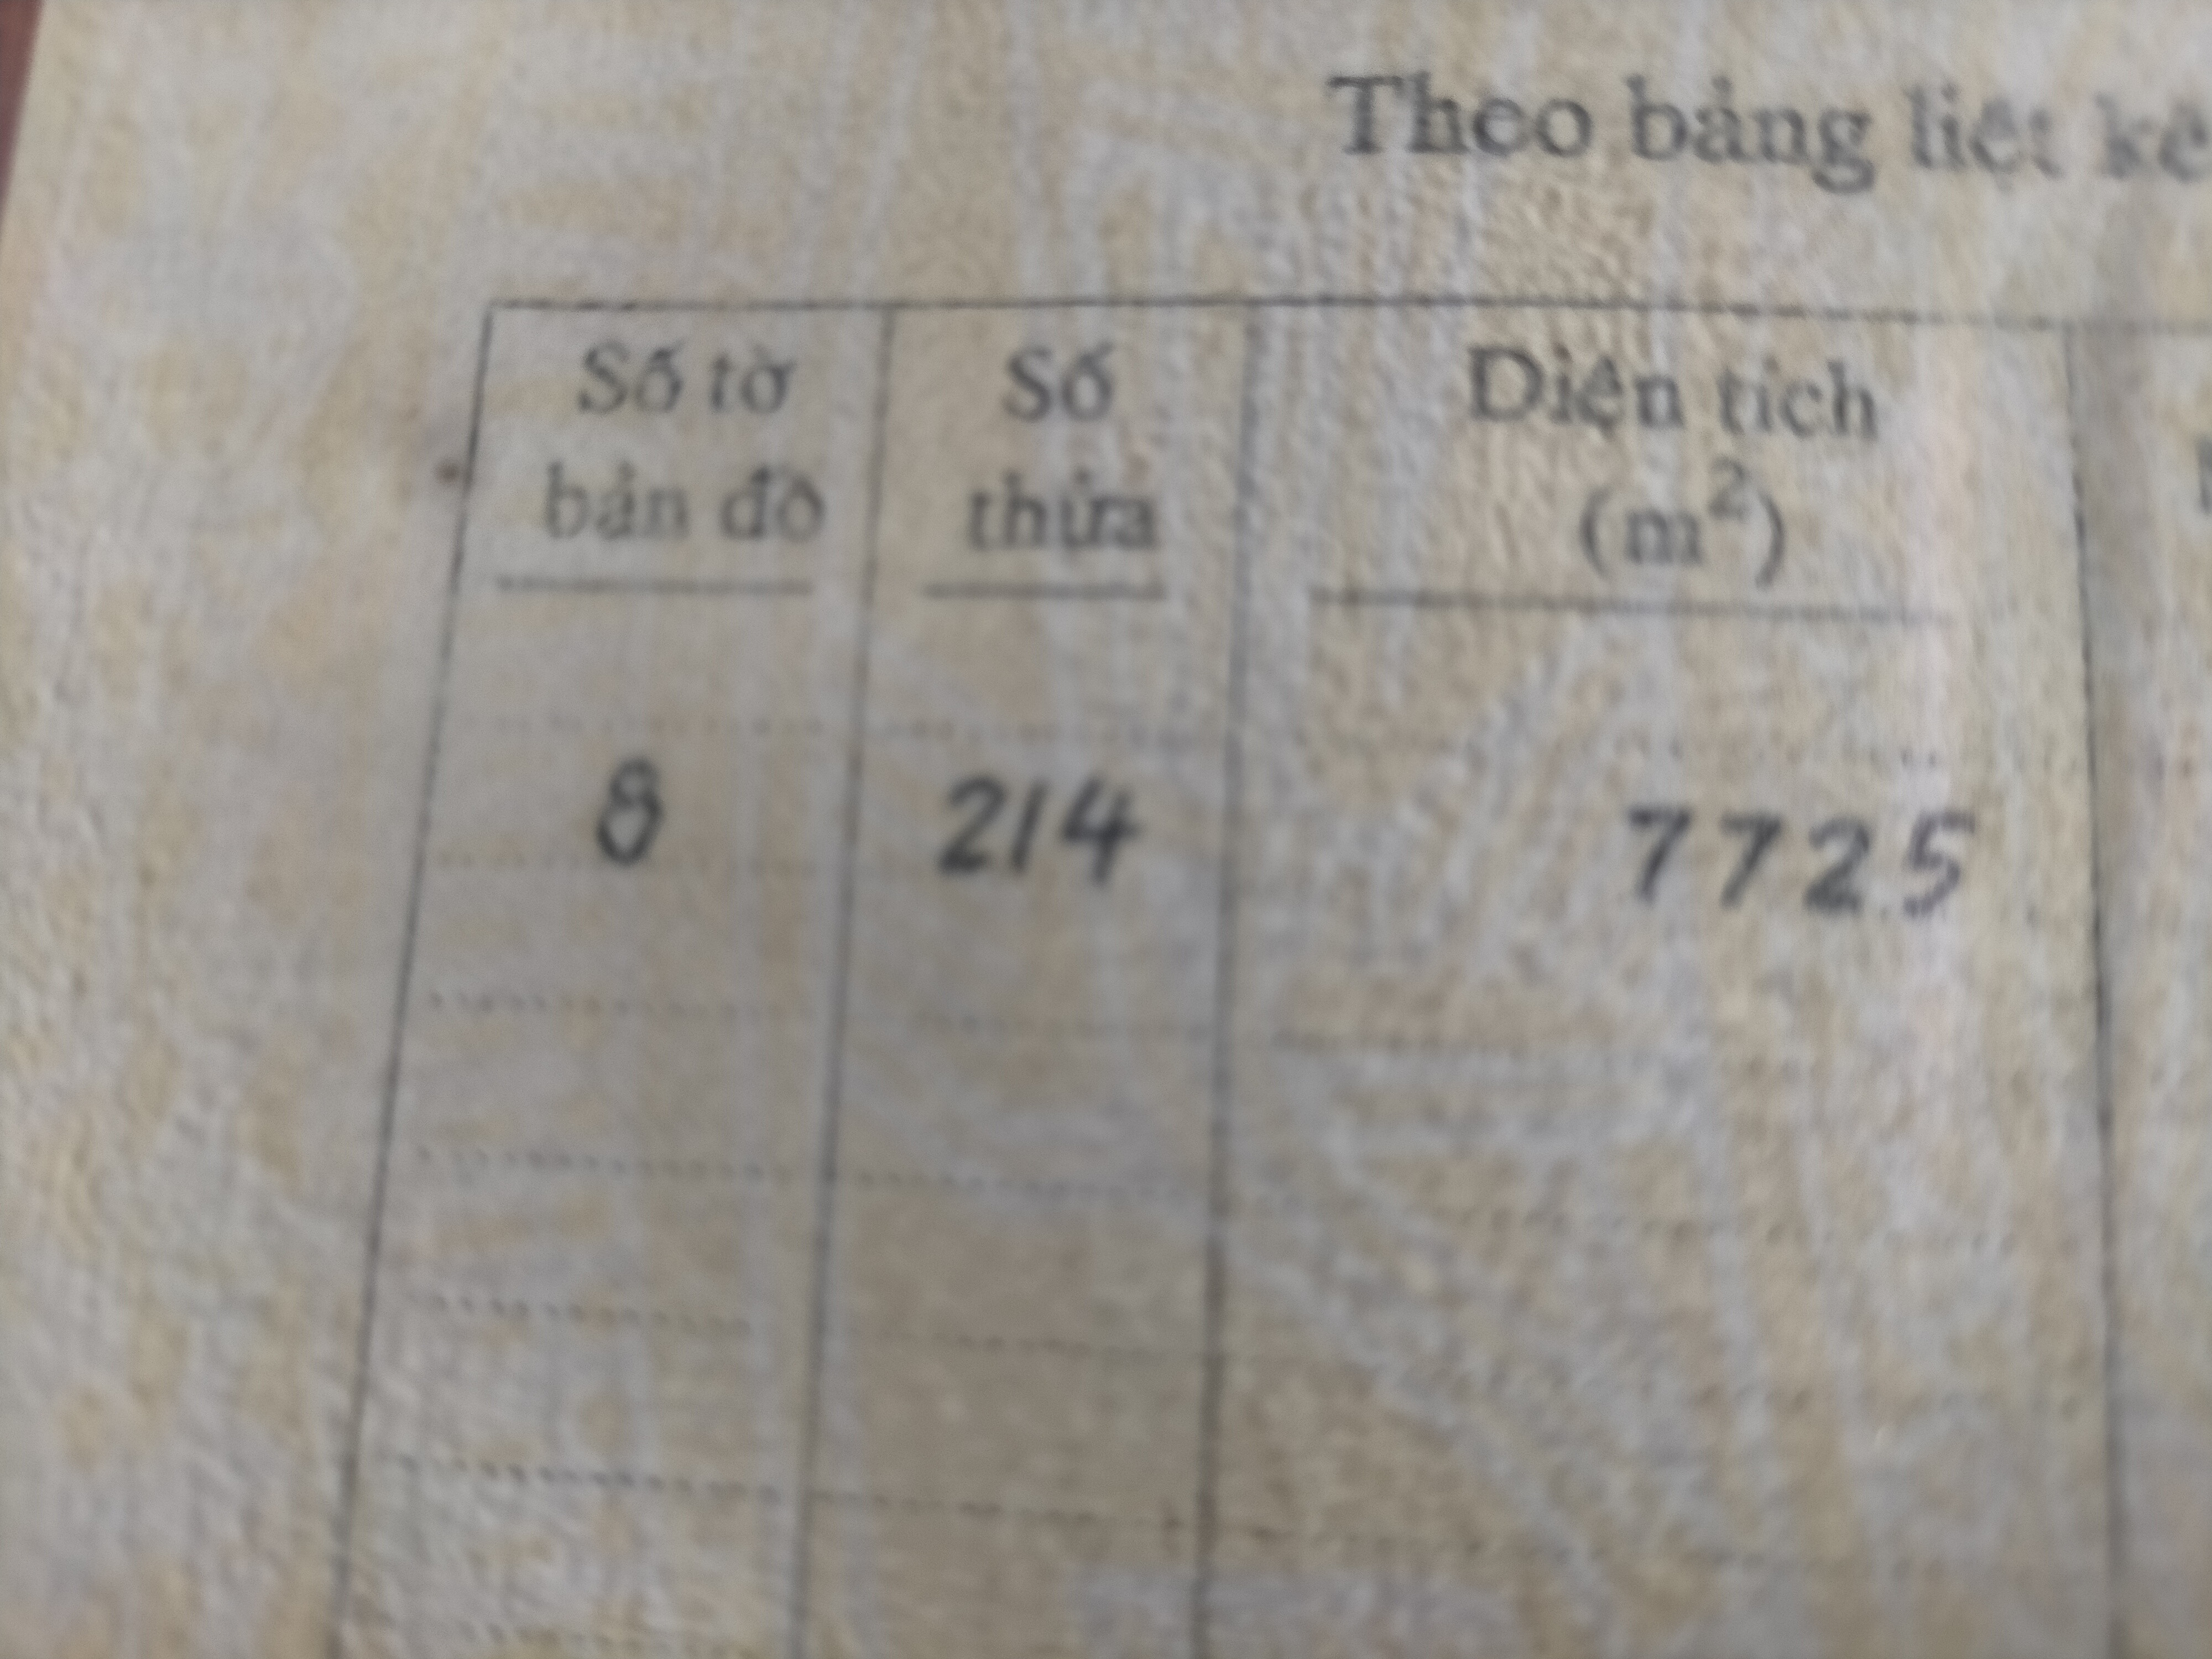 Theo bảng liệt kê
Số tờ
bản đồ
Số
thửa
Diện tích
(m²)
8
214
7725